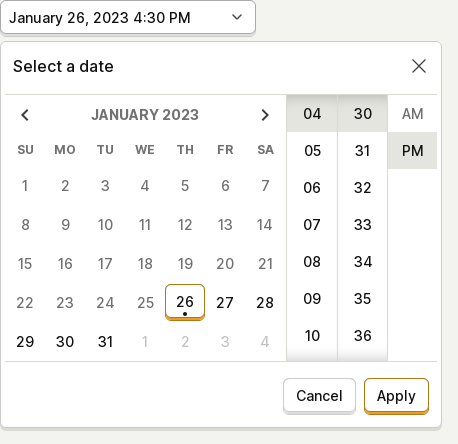 January 26, 2023 4:30 PM
Select a date
JANUARY 2023
SU MO TU WE TH FR SA
1 2 3 4 5 6 7
8 9 10 11 12 13 14
15 16 17 18 19 20 21
22 23 24 25 26 27 28
29 30 31 1 2 3 4
04 30 AM
05 31 PM
06 32
07 33
08 34
09 35
10 36
Cancel Apply